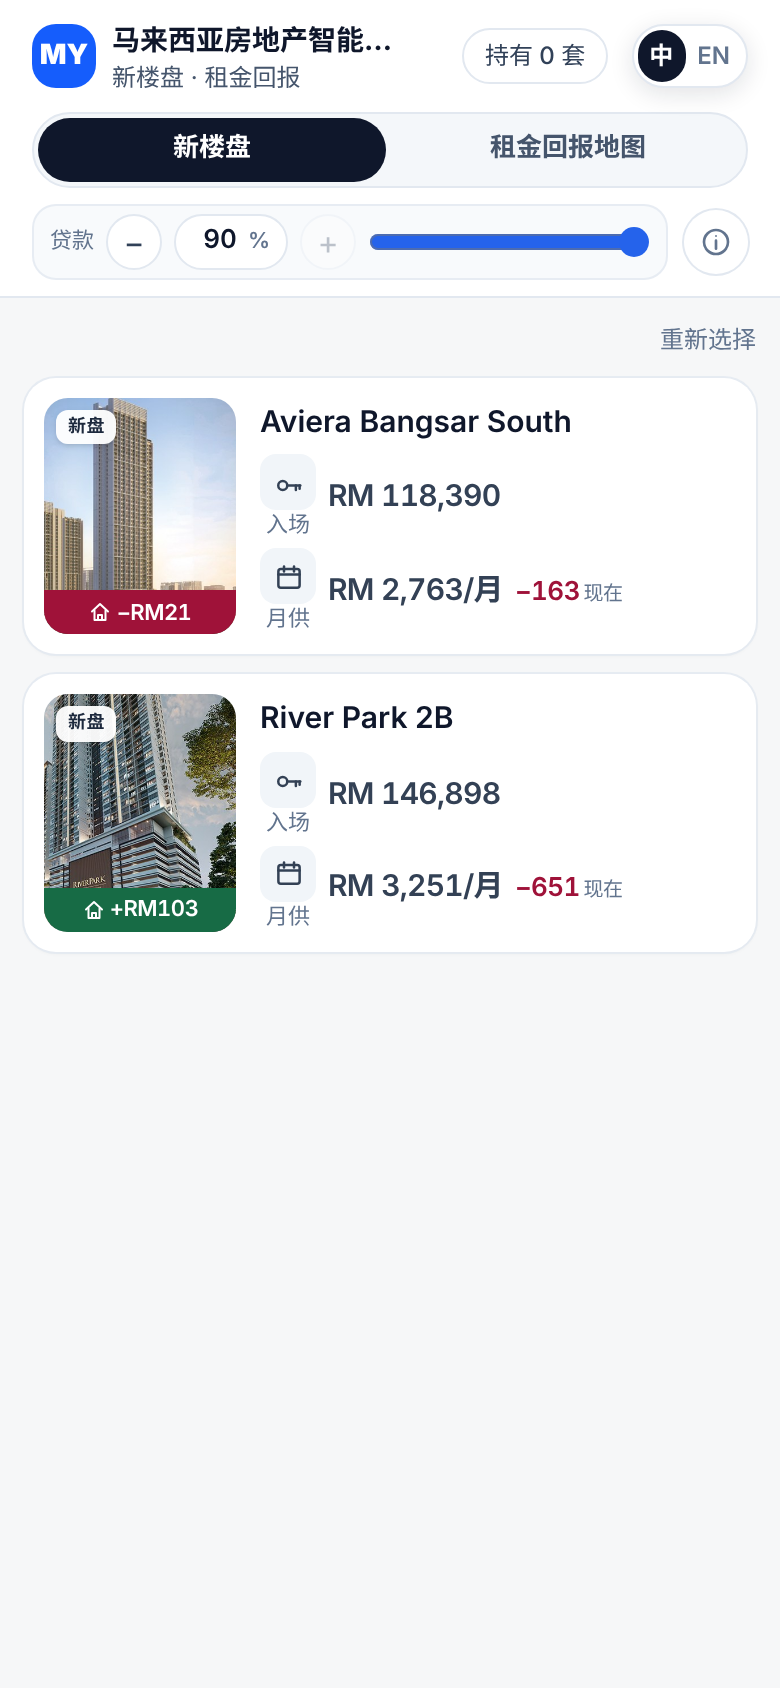 MY
马来西亚房地产智能...
新楼盘 · 租金回报
持有 0 套
中 EN
新楼盘 租金回报地图
贷款 – 90 % +
重新选择
新盘
–RM21
Aviera Bangsar South
RM 118,390
入场
RM 2,763/月 –163 现在
月供
新盘
RIVERPARK
+RM103
River Park 2B
RM 146,898
入场
RM 3,251/月 –651 现在
月供